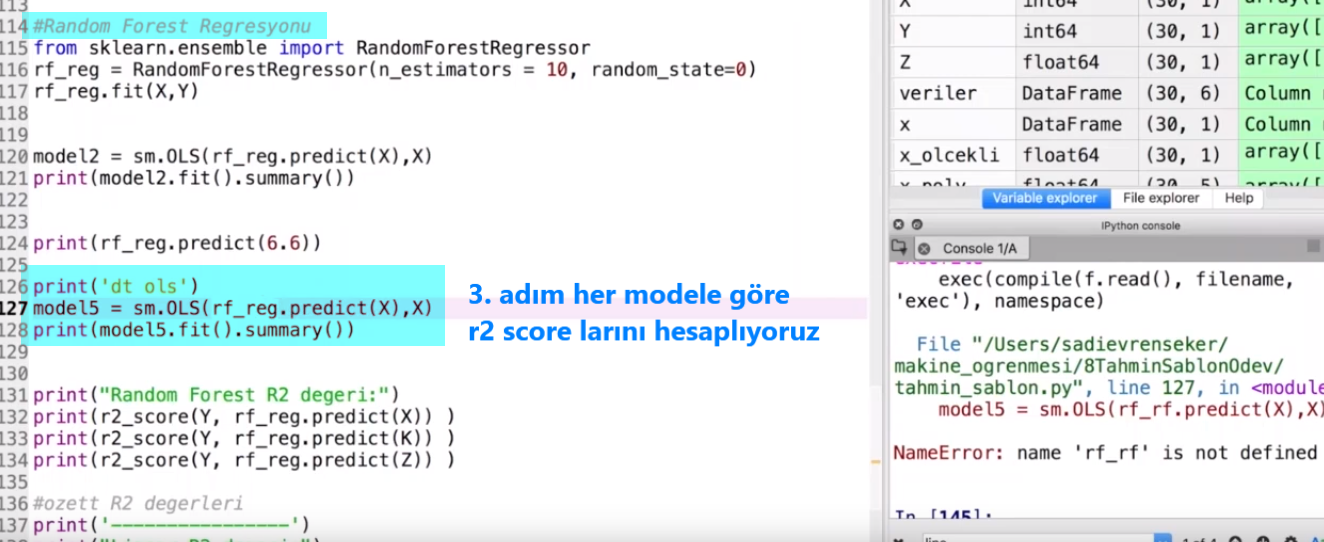 113
114 #Random Forest Regresyonu
115 from sklearn.ensemble import RandomForestRegressor
116 rf_reg = RandomForestRegressor(n_estimators = 10, random_state=0)
117 rf_reg.fit(X,Y)
118
119
120 model2 = sm.OLS(rf_reg.predict(X),X)
121 print(model2.fit().summary())
122
123
124 print(rf_reg.predict(6.6))
125
126 print('dt ols')
127 model5 = sm.OLS(rf_reg.predict(X),X)
128 print(model5.fit().summary())
129
130
131 print("Random Forest R2 degeri:")
132 print(r2_score(Y, rf_reg.predict(X)) )
133 print(r2_score(Y, rf_reg.predict(K)) )
134 print(r2_score(Y, rf_reg.predict(Z)) )
135
136 #ozett R2 degerleri
137 print('----------------')
3. adım her modele göre
r2 score larını hesaplıyoruz
X int64 (30, 1) array([
Y int64 (30, 1) array([
Z float64 (30, 1) array([
veriler DataFrame (30, 6) Column
x DataFrame (30, 1) Column
x_olcekli float64 (30, 1) array([
x_poly float64 (30, 5) array([
Variable explorer File explorer Help
IPython console
Console 1/A
exec(compile(f.read(), filename,
'exec'), namespace)
File "/Users/sadievrenseker/
makine_ogrenmesi/8TahminSablonOdev/
tahmin_sablon.py", line 127, in <module
model5 = sm.OLS(rf_rf.predict(X),X)
NameError: name 'rf_rf' is not defined
In [145]: